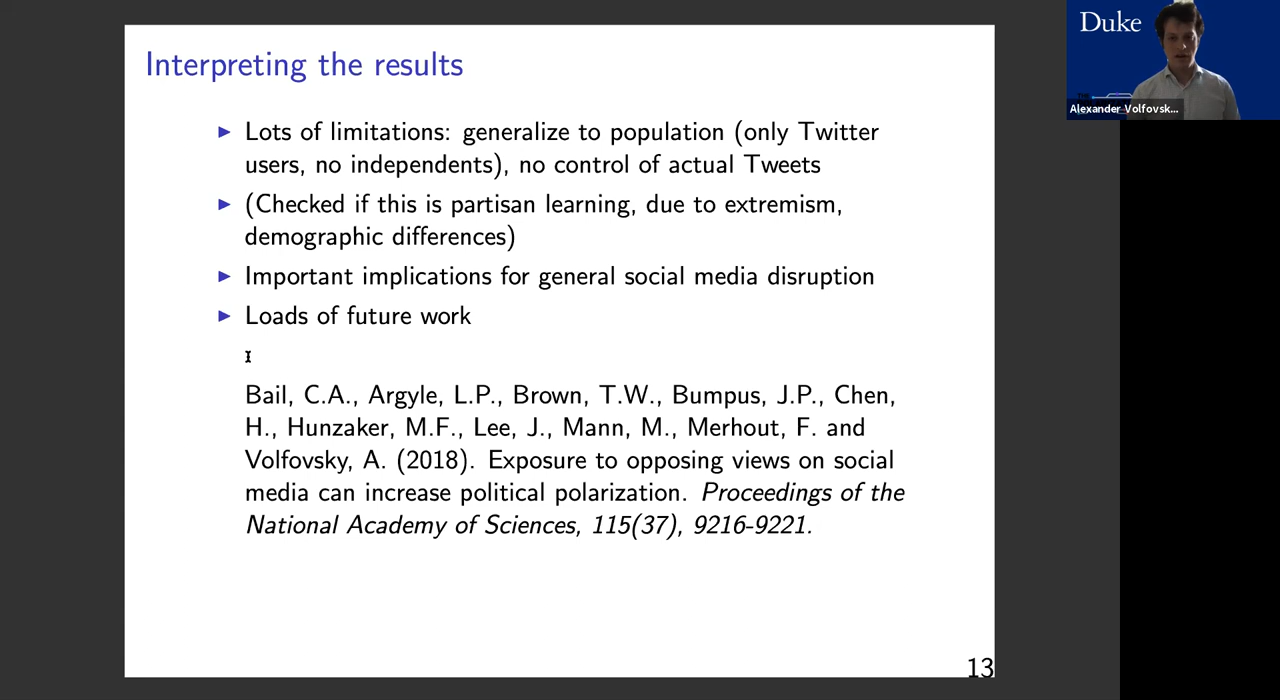 Interpreting the results
Lots of limitations: generalize to population (only Twitter
users, no independents), no control of actual Tweets
(Checked if this is partisan learning, due to extremism,
demographic differences)
Important implications for general social media disruption
Loads of future work
Bail, C.A., Argyle, L.P., Brown, T.W., Bumpus, J.P., Chen,
H., Hunzaker, M.F., Lee, J., Mann, M., Merhout, F. and
Volfovsky, A. (2018). Exposure to opposing views on social
media can increase political polarization. Proceedings of the
National Academy of Sciences, 115(37), 9216-9221.
13
Duke
Alexander Volfovsk...